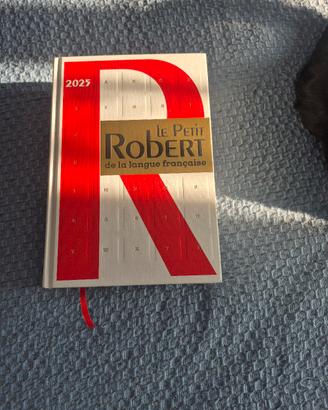 2025
LE PETIT
ROBERT
de la langue française